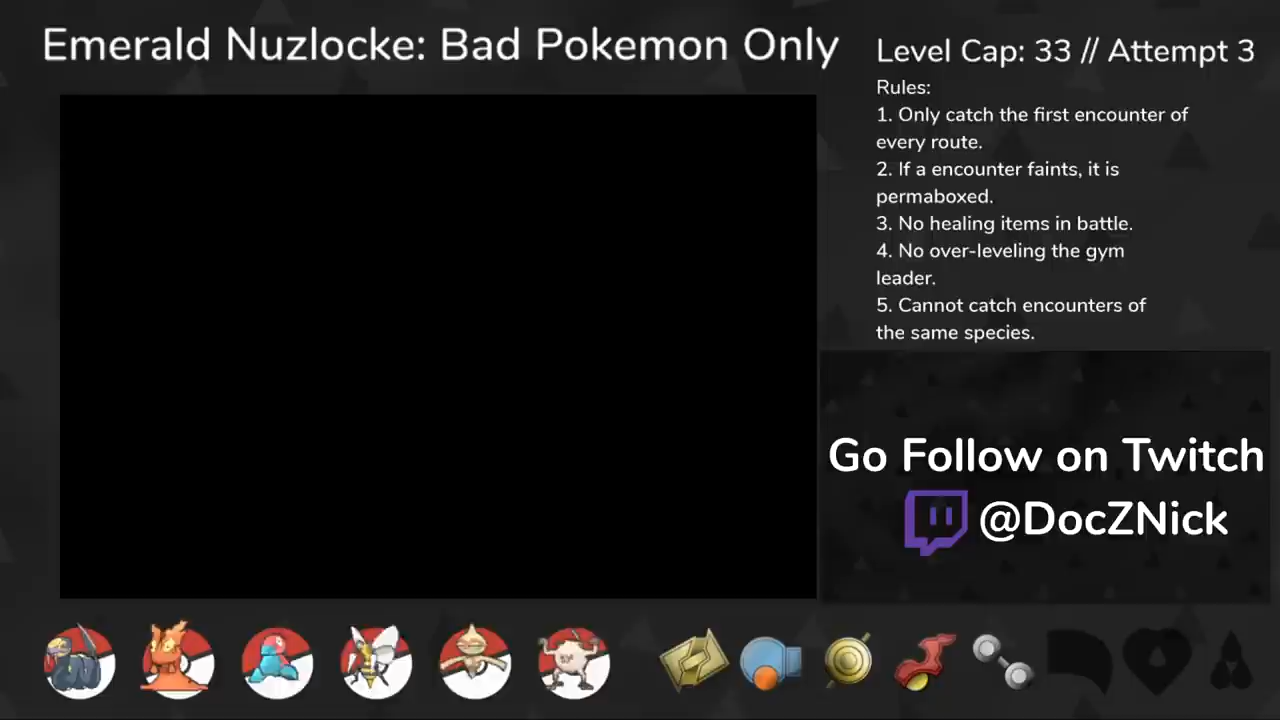 Emerald Nuzlocke: Bad Pokemon Only
Level Cap: 33 // Attempt 3
Rules:
1. Only catch the first encounter of
every route.
2. If a encounter faints, it is
permaboxed.
3. No healing items in battle.
4. No over-leveling the gym
leader.
5. Cannot catch encounters of
the same species.
Go Follow on Twitch
@DocZNick